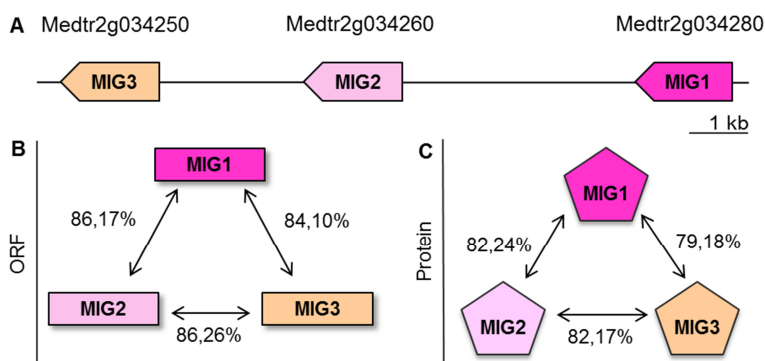 A
Medtr2g034250 Medtr2g034260 Medtr2g034280
MIG3 MIG2 MIG1
1 kb
B
ORF
MIG1
86,17% 84,10%
MIG2 MIG3
86,26%
C
Protein
MIG1
82,24% 79,18%
MIG2 MIG3
82,17%